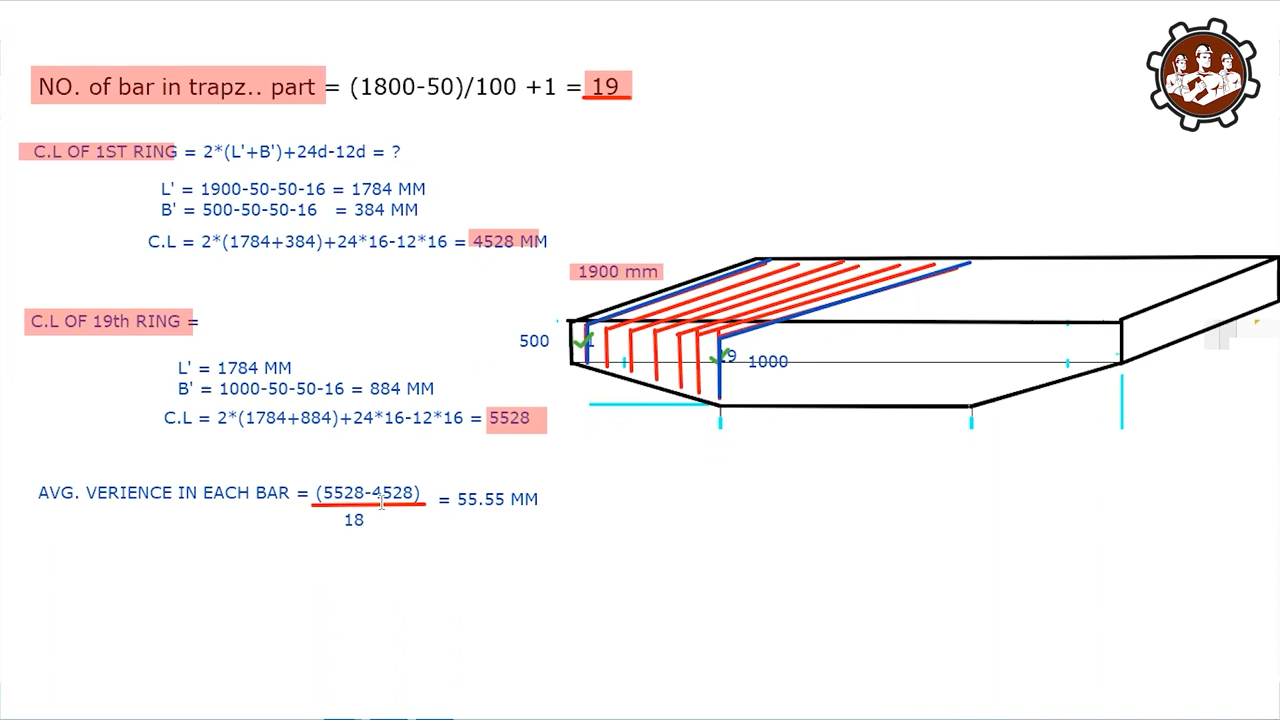 NO. of bar in trapz.. part = (1800-50)/100 +1 = 19
C.L OF 1ST RING = 2*(L'+B')+24d-12d = ?
L' = 1900-50-50-16 = 1784 MM
B' = 500-50-50-16 = 384 MM
C.L = 2*(1784+384)+24*16-12*16 = 4528 MM
1900 mm
C.L OF 19th RING =
500
1
9
1000
L' = 1784 MM
B' = 1000-50-50-16 = 884 MM
C.L = 2*(1784+884)+24*16-12*16 = 5528
AVG. VERIENCE IN EACH BAR = (5528-4528) = 55.55 MM
18